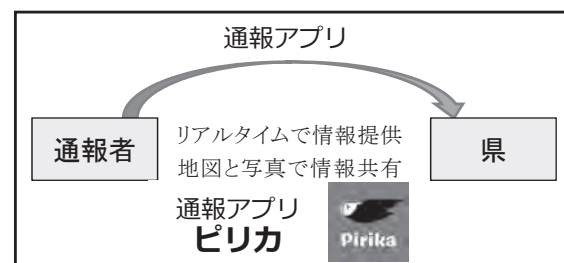 通報アプリ
通報者
リアルタイムで情報提供
地図と写真で情報共有
県
通報アプリ
ピリカ
Pirika